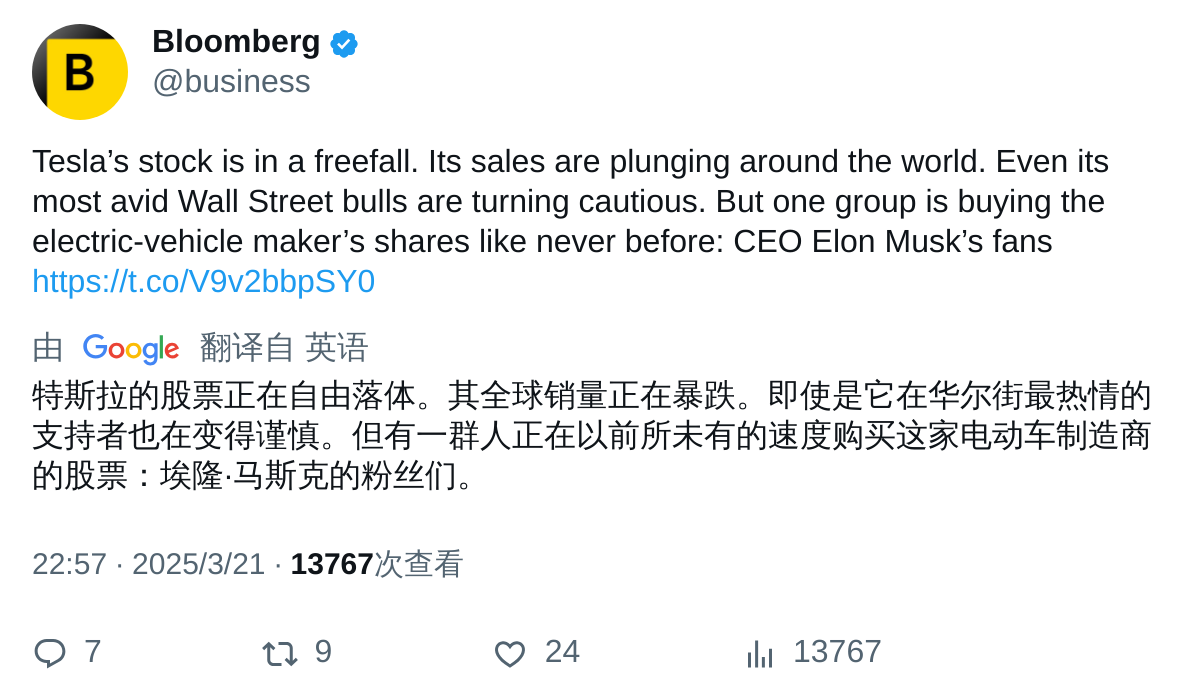 B
Bloomberg
@business
Tesla’s stock is in a freefall. Its sales are plunging around the world. Even its
most avid Wall Street bulls are turning cautious. But one group is buying the
electric-vehicle maker’s shares like never before: CEO Elon Musk’s fans
https://t.co/V9v2bbpSY0
由 Google 翻译自 英语
特斯拉的股票正在自由落体。其全球销量正在暴跌。即使是它在华尔街最热情的
支持者也在变得谨慎。但有一群人正在以前所未有的速度购买这家电动车制造商
的股票：埃隆·马斯克的粉丝们。
22:57 · 2025/3/21 · 13767次查看
7 9 24 13767